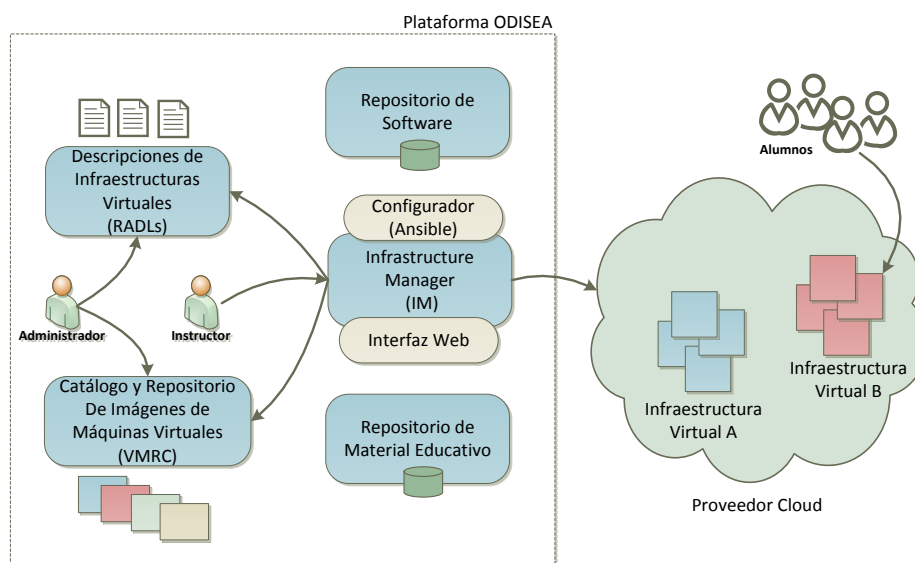 Plataforma ODISEA
Repositorio de
Software
Descripciones de
Infraestructuras
Virtuales
(RADLs)
Configurador
(Ansible)
Infrastructure
Manager
(IM)
Interfaz Web
Administrador
Instructor
Catálogo y Repositorio
De Imágenes de
Máquinas Virtuales
(VMRC)
Repositorio de
Material Educativo
Alumnos
Infraestructura
Virtual A
Infraestructura
Virtual B
Proveedor Cloud